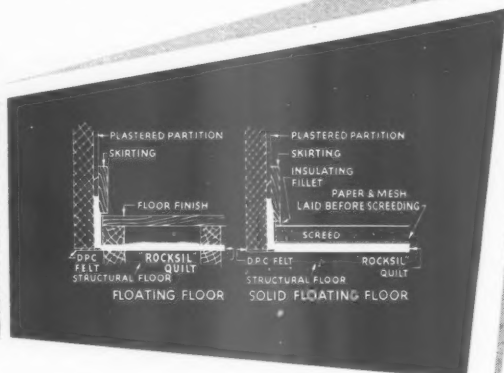 PLASTERED PARTITION
SKIRTING
FLOOR FINISH
D.P.C. FELT
"ROCKSIL" QUILT
STRUCTURAL FLOOR
FLOATING FLOOR
PLASTERED PARTITION
SKIRTING
INSULATING
FILLET
PAPER & MESH
LAID BEFORE SCREEDING
SCREED
D.P.C. FELT
"ROCKSIL"
QUILT
STRUCTURAL FLOOR
SOLID FLOATING FLOOR